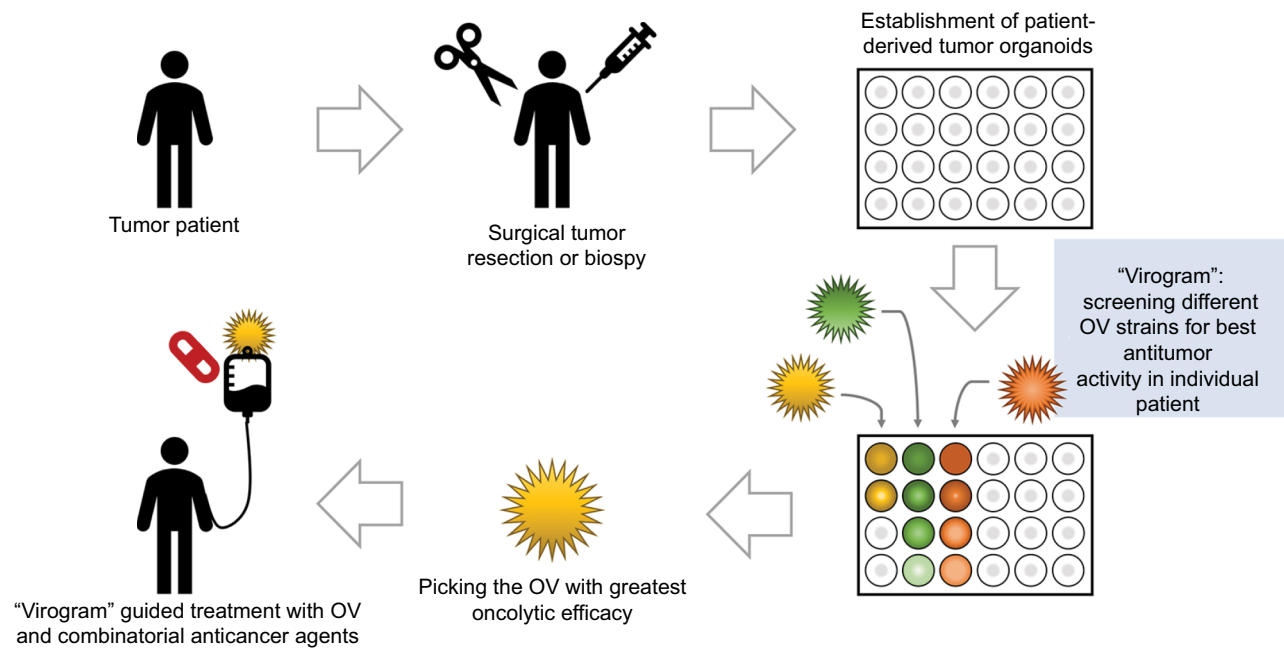 Tumor patient
Surgical tumor
resection or biospy
Establishment of patient-
derived tumor organoids
“Virogram”:
screening different
OV strains for best
antitumor
activity in individual
patient
Picking the OV with greatest
oncolytic efficacy
“Virogram” guided treatment with OV
and combinatorial anticancer agents